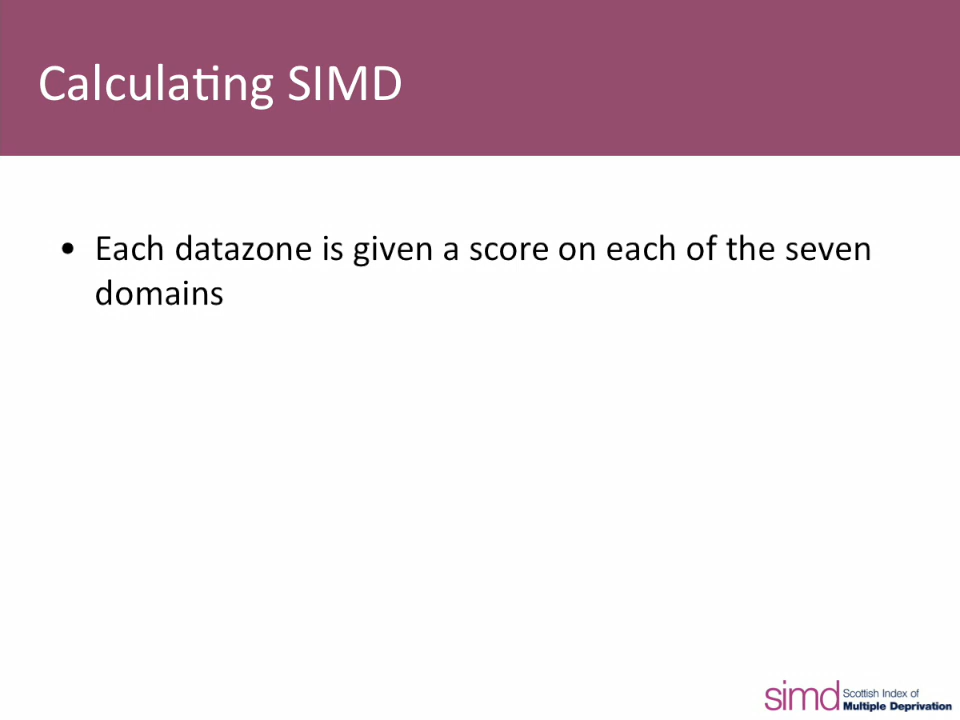 Calculating SIMD
• Each datazone is given a score on each of the seven
domains
simd Scottish Index of
Multiple Deprivation